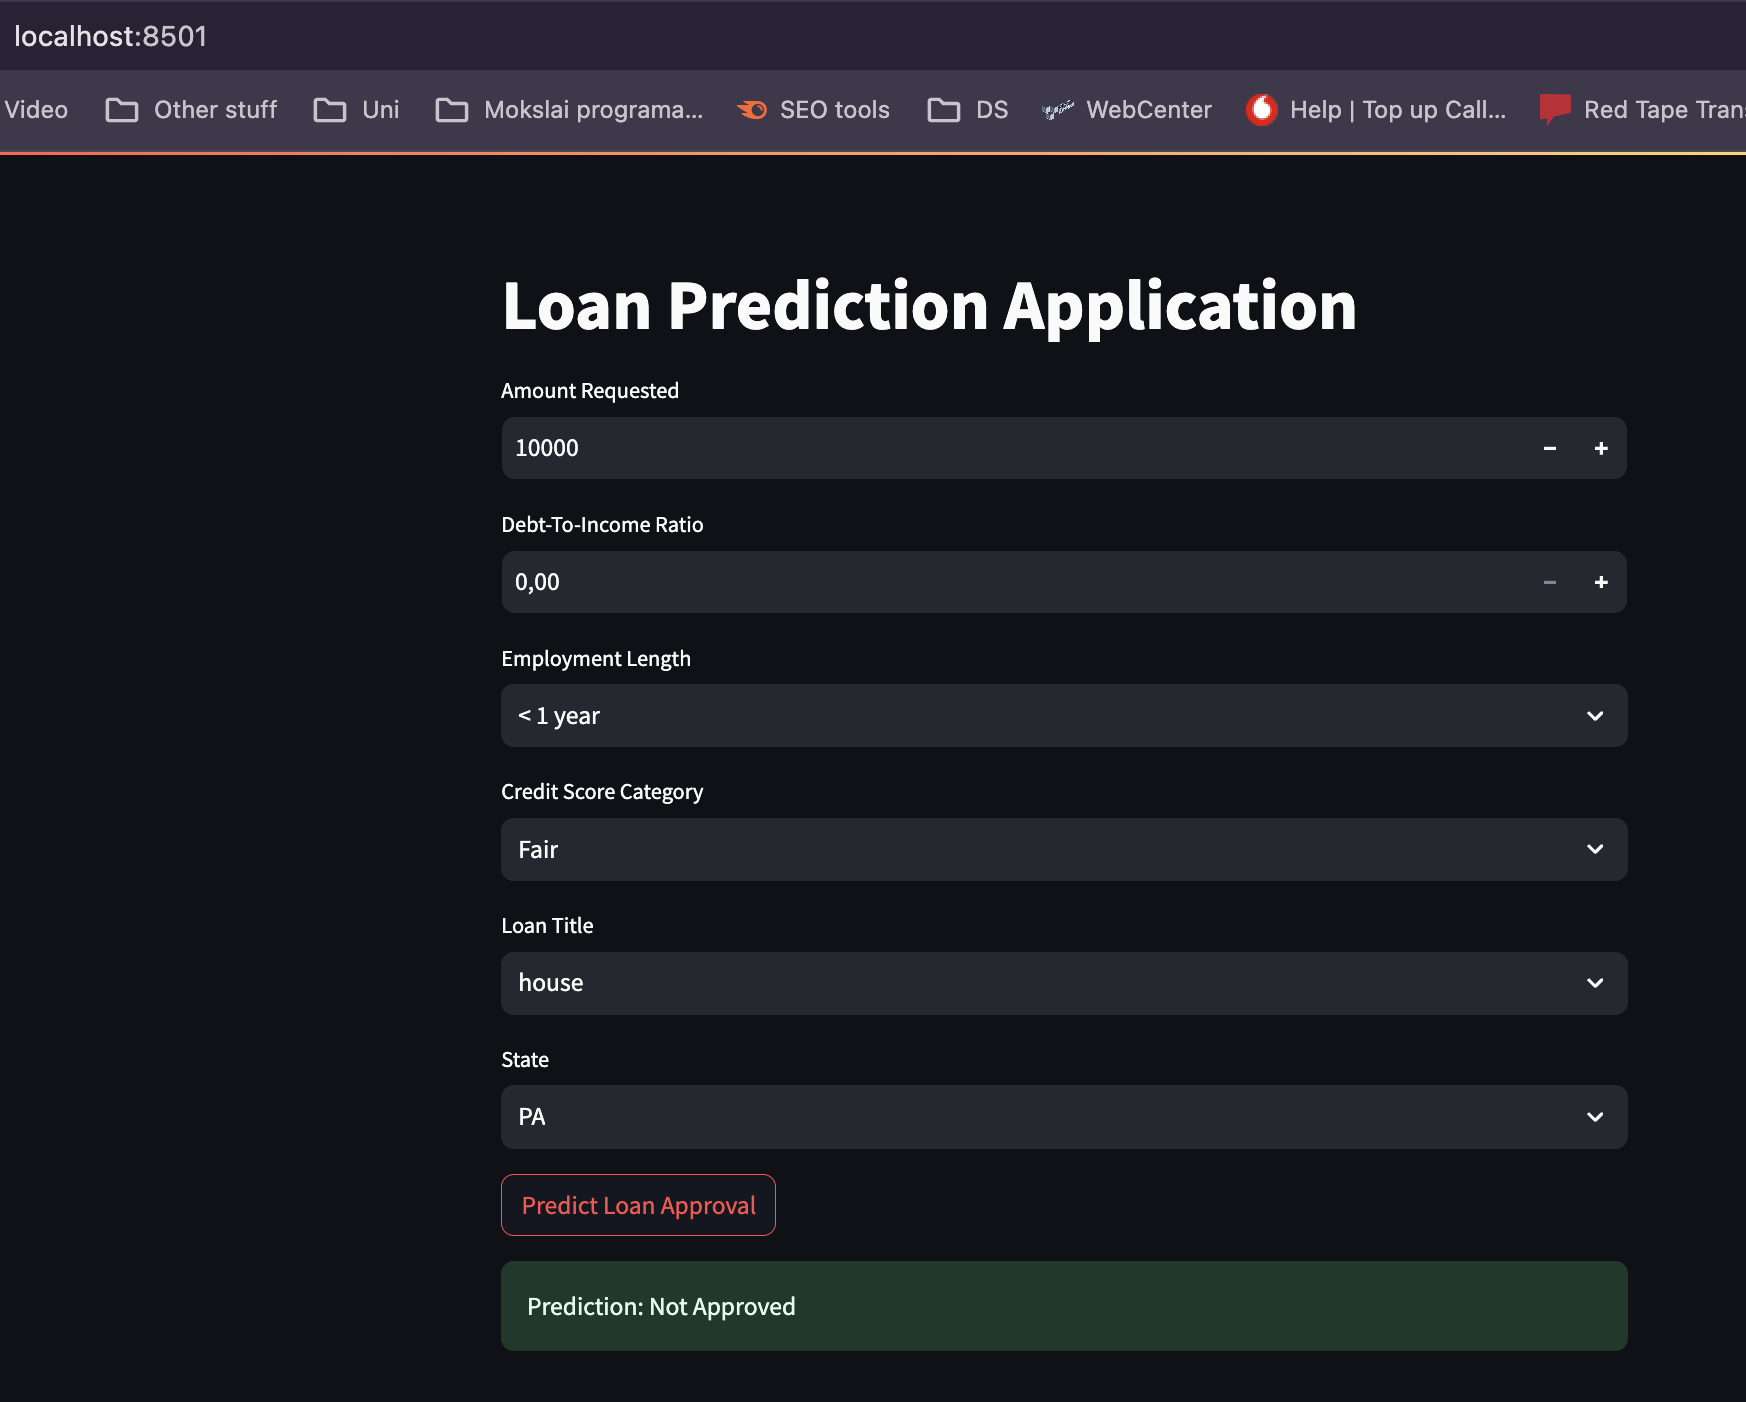 localhost:8501
Video Other stuff Uni Mokslai programa... SEO tools DS WebCenter Help | Top up Call... Red Tape Tran
Loan Prediction Application
Amount Requested
10000 − +
Debt-To-Income Ratio
0,00 − +
Employment Length
< 1 year
Credit Score Category
Fair
Loan Title
house
State
PA
Predict Loan Approval
Prediction: Not Approved